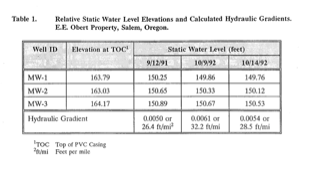 Table 1. Relative Static Water Level Elevations and Calculated Hydraulic Gradients.
E.E. Obert Property, Salem, Oregon.
Well ID Elevation at TOC¹ Static Water Level (feet)
9/12/91 10/9/92 10/14/92
MW-1 163.79 150.25 149.86 149.76
MW-2 163.03 150.65 150.33 150.12
MW-3 164.17 150.89 150.67 150.53
Hydraulic Gradient 0.0050 or 0.0061 or 0.0054 or
26.4 ft/mi² 32.2 ft/mi 28.5 ft/mi
¹TOC Top of PVC Casing
²ft/mi Feet per mile